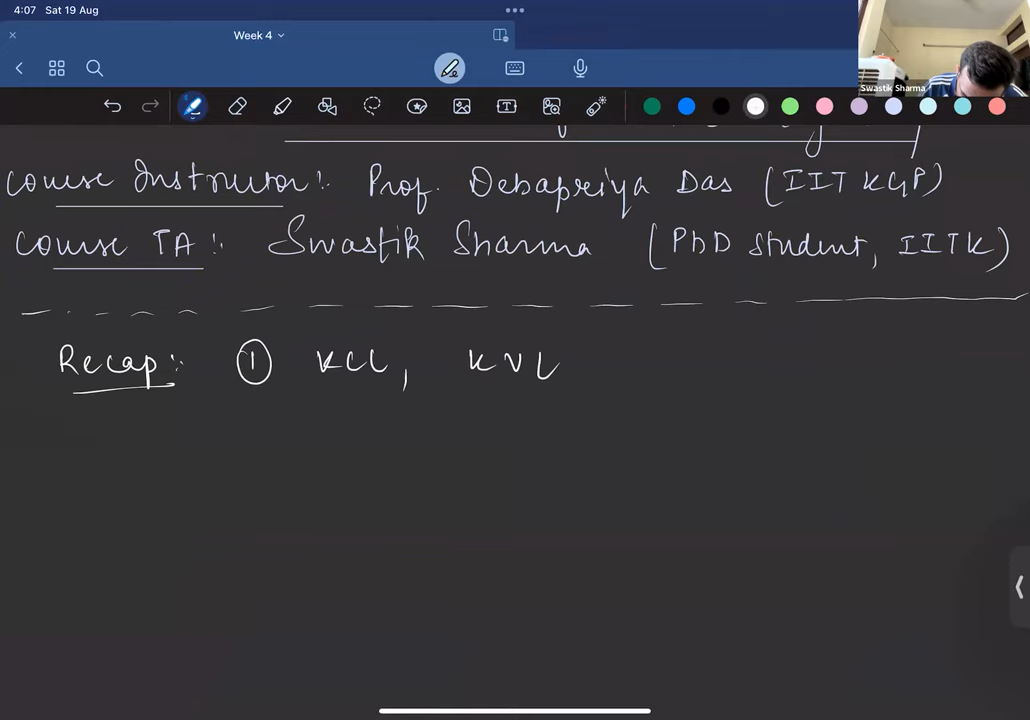 4:07 Sat 19 Aug
Week 4
Swastik Sharma
Course Instructor: Prof. Debapriya Das (IIT KGP)
Course TA: Swastik Sharma (PhD Student, IITK)
Recap: ① KCL, KVL